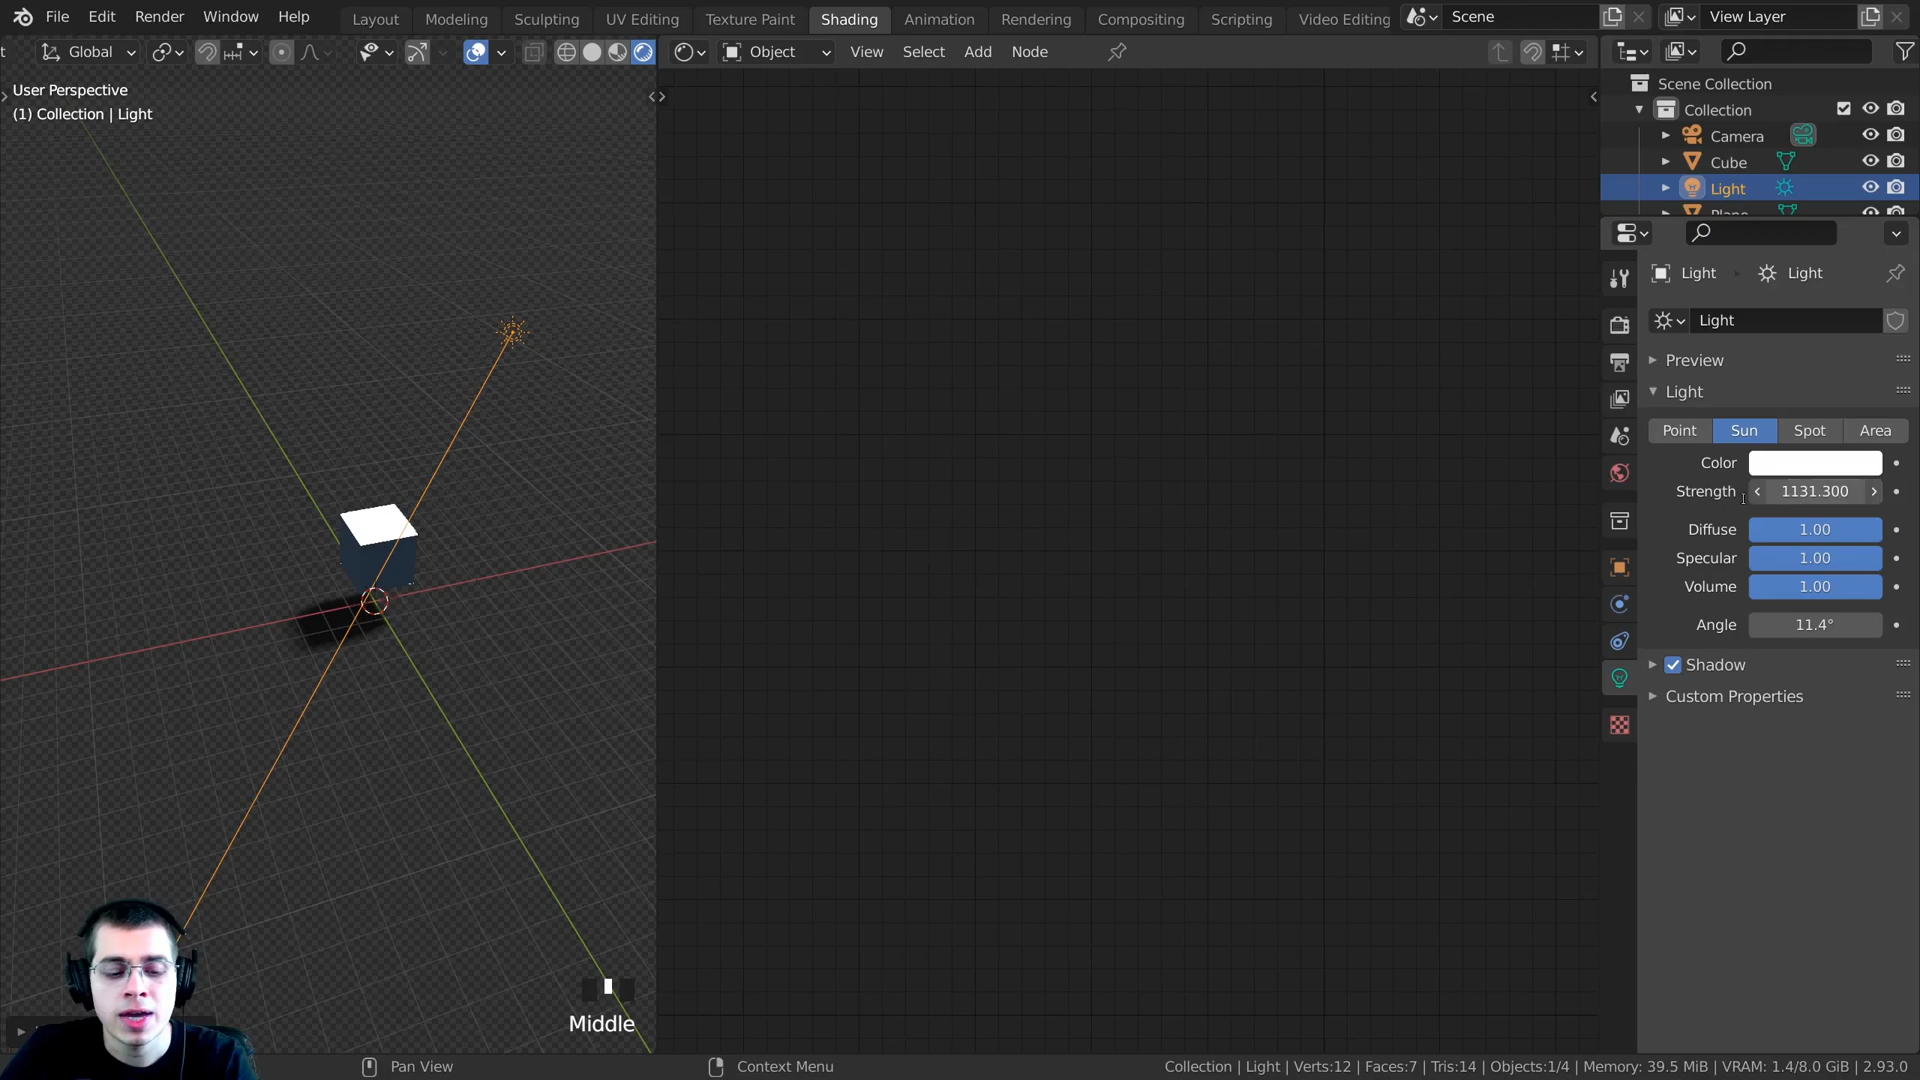 File Edit Render Window Help Layout Modeling Sculpting UV Editing Texture Paint Shading Animation Rendering Compositing Scripting Video Editing Scene View Layer
Global Object View Select Add Node
User Perspective
(1) Collection | Light
Scene Collection
Collection
Camera
Cube
Light
Plane
Light Light
Light
Preview
Light
Point Sun Spot Area
Color
Strength 1131.300
Diffuse 1.00
Specular 1.00
Volume 1.00
Angle 11.4°
Shadow
Custom Properties
Middle
Pan View Context Menu Collection | Light | Verts:12 | Faces:7 | Tris:14 | Objects:1/4 | Memory: 39.5 MiB | VRAM: 1.4/8.0 GiB | 2.93.0